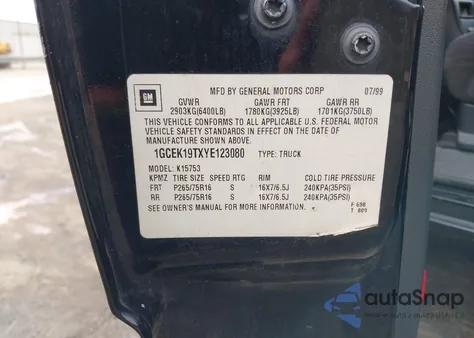 GM
MFD BY GENERAL MOTORS CORP 07/99
GVWR GAWR FRT GAWR RR
2903KG(6400LB) 1780KG(3925LB) 1701KG(3750LB)
THIS VEHICLE CONFORMS TO ALL APPLICABLE U.S. FEDERAL MOTOR
VEHICLE SAFETY STANDARDS IN EFFECT ON THE DATE OF
MANUFACTURE SHOWN ABOVE.
1GCEK19TXYE123080 TYPE: TRUCK
MODEL: K15753
KPMZ TIRE SIZE SPEED RTG RIM COLD TIRE PRESSURE
FRT P265/75R16 S 16X7/6.5J 240KPA(35PSI)
RR P265/75R16 S 16X7/6.5J 240KPA(35PSI)
SEE OWNER'S MANUAL FOR MORE INFORMATION.
F 698
T 809
autoSnap